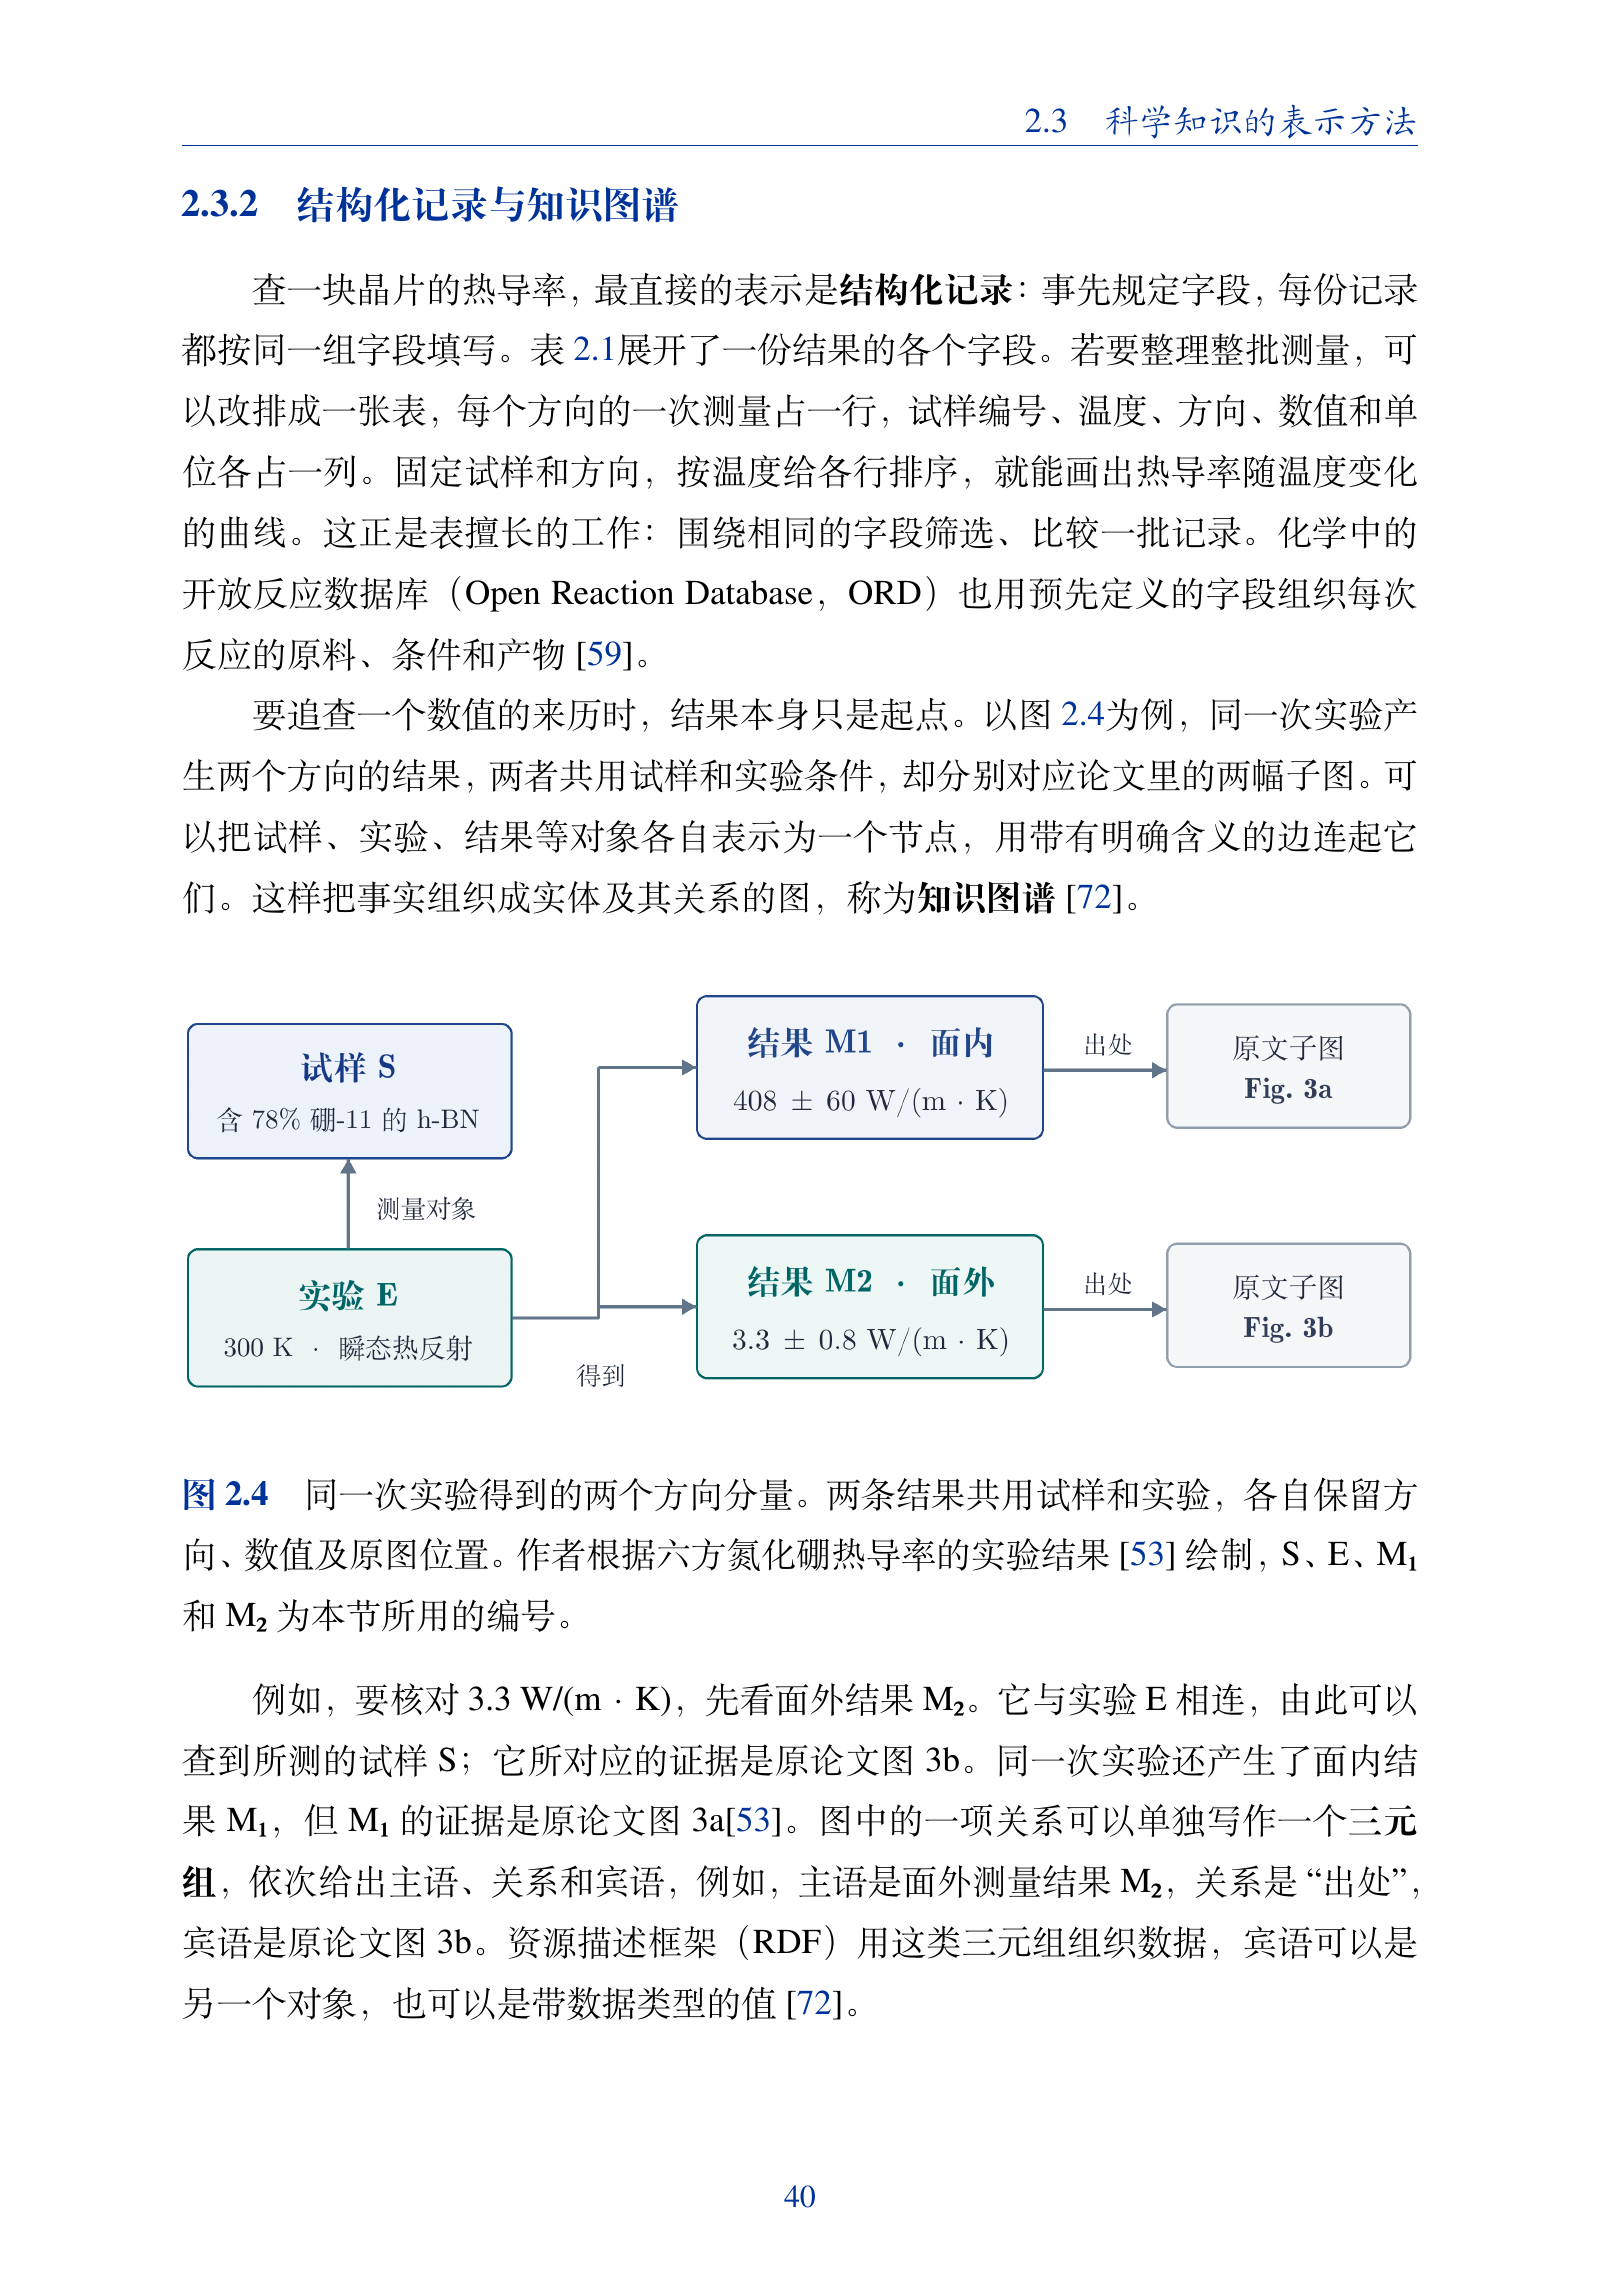 2.3 科学知识的表示方法
2.3.2 结构化记录与知识图谱
查一块晶片的热导率，最直接的表示是结构化记录：事先规定字段，每份记录
都按同一组字段填写。表 2.1展开了一份结果的各个字段。若要整理整批测量，可
以改排成一张表，每个方向的一次测量占一行，试样编号、温度、方向、数值和单
位各占一列。固定试样和方向，按温度给各行排序，就能画出热导率随温度变化
的曲线。这正是表擅长的工作：围绕相同的字段筛选、比较一批记录。化学中的
开放反应数据库（Open Reaction Database，ORD）也用预先定义的字段组织每次
反应的原料、条件和产物 [59]。
要追查一个数值的来历时，结果本身只是起点。以图 2.4为例，同一次实验产
生两个方向的结果，两者共用试样和实验条件，却分别对应论文里的两幅子图。可
以把试样、实验、结果等对象各自表示为一个节点，用带有明确含义的边连起它
们。这样把事实组织成实体及其关系的图，称为知识图谱 [72]。
试样 S
含 78% 硼-11 的 h-BN
测量对象
实验 E
300 K · 瞬态热反射
得到
结果 M1 · 面内
408 ± 60 W/(m · K)
出处
原文子图
Fig. 3a
结果 M2 · 面外
3.3 ± 0.8 W/(m · K)
出处
原文子图
Fig. 3b
图 2.4 同一次实验得到的两个方向分量。两条结果共用试样和实验，各自保留方
向、数值及原图位置。作者根据六方氮化硼热导率的实验结果 [53] 绘制，S、E、M₁
和 M₂ 为本节所用的编号。
例如，要核对 3.3 W/(m · K)，先看面外结果 M₂。它与实验 E 相连，由此可以
查到所测的试样 S；它所对应的证据是原论文图 3b。同一次实验还产生了面内结
果 M₁，但 M₁ 的证据是原论文图 3a[53]。图中的一项关系可以单独写作一个三元
组，依次给出主语、关系和宾语，例如，主语是面外测量结果 M₂，关系是“出处”，
宾语是原论文图 3b。资源描述框架（RDF）用这类三元组组织数据，宾语可以是
另一个对象，也可以是带数据类型的值 [72]。
40